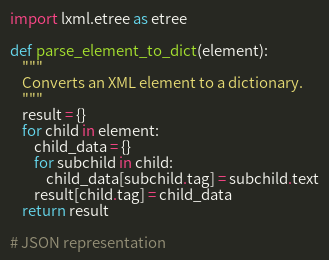 import lxml.etree as etree

def parse_element_to_dict(element):
    """
    Converts an XML element to a dictionary.
    """
    result = {}
    for child in element:
        child_data = {}
        for subchild in child:
            child_data[subchild.tag] = subchild.text
        result[child.tag] = child_data
    return result

# JSON representation